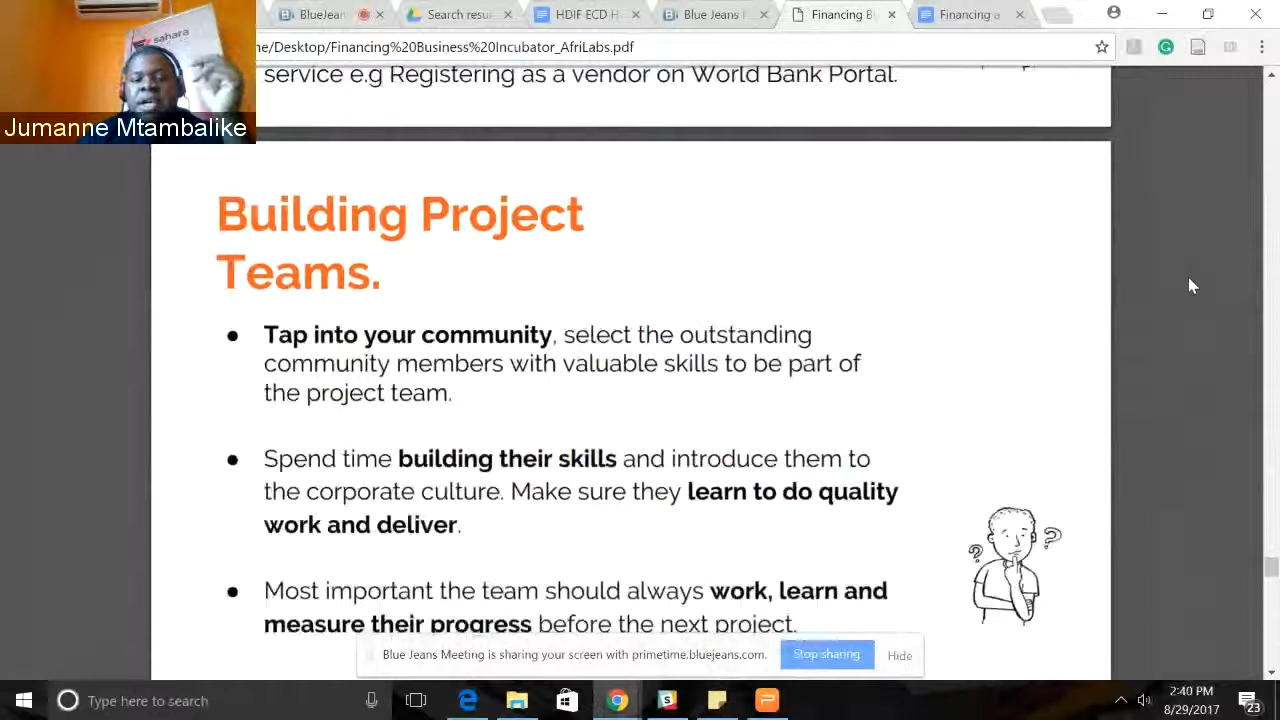 sahara
BlueJean
Search resu
HDIF ECD H
Blue Jeans I
Financing B
Financing a
ne/Desktop/Financing%20Business%20Incubator_AfriLabs.pdf
service e.g Registering as a vendor on World Bank Portal.
Jumanne Mtambalike
Building Project
Teams.
● Tap into your community, select the outstanding
community members with valuable skills to be part of
the project team.
● Spend time building their skills and introduce them to
the corporate culture. Make sure they learn to do quality
work and deliver.
? ?
● Most important the team should always work, learn and
measure their progress before the next project.
Blue Jeans Meeting is sharing your screen with primetime.bluejeans.com.
Stop sharing
Hide
Type here to search
2:40 PM
8/29/2017
23